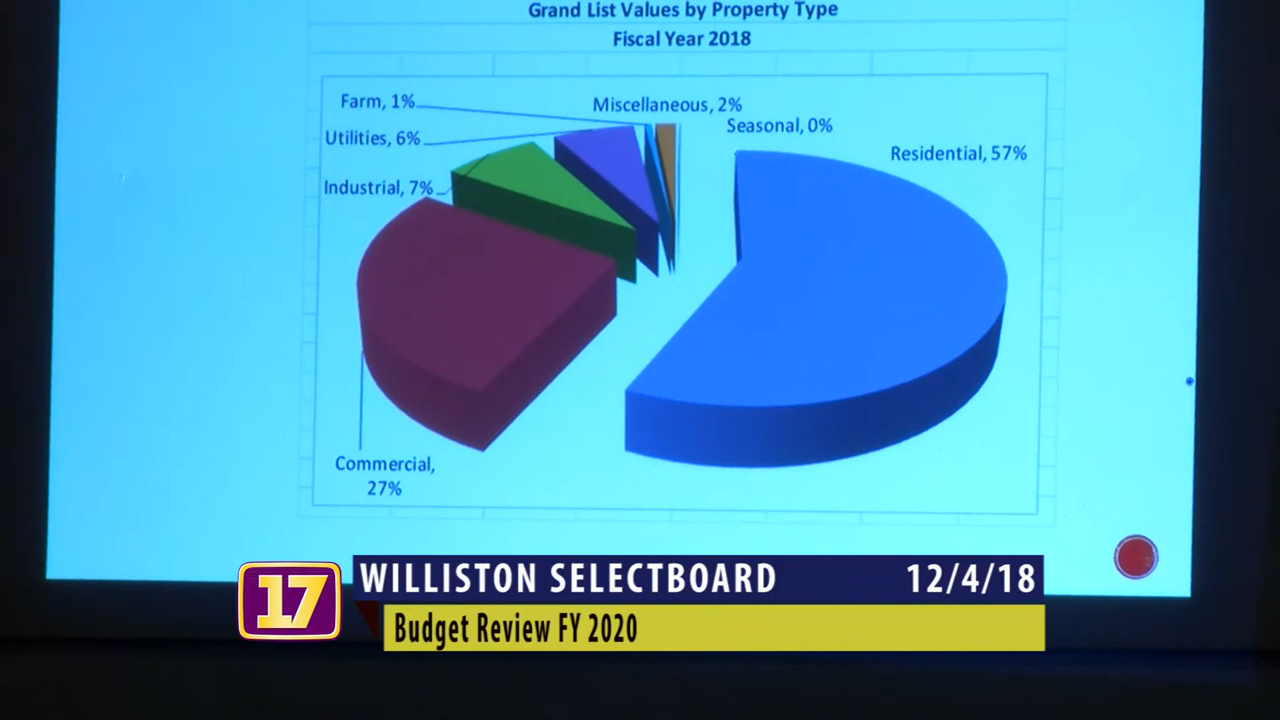 Grand List Values by Property Type
Fiscal Year 2018
Farm, 1%
Miscellaneous, 2%
Seasonal, 0%
Utilities, 6%
Residential, 57%
Industrial, 7%
Commercial,
27%
17
WILLISTON SELECTBOARD 12/4/18
Budget Review FY 2020